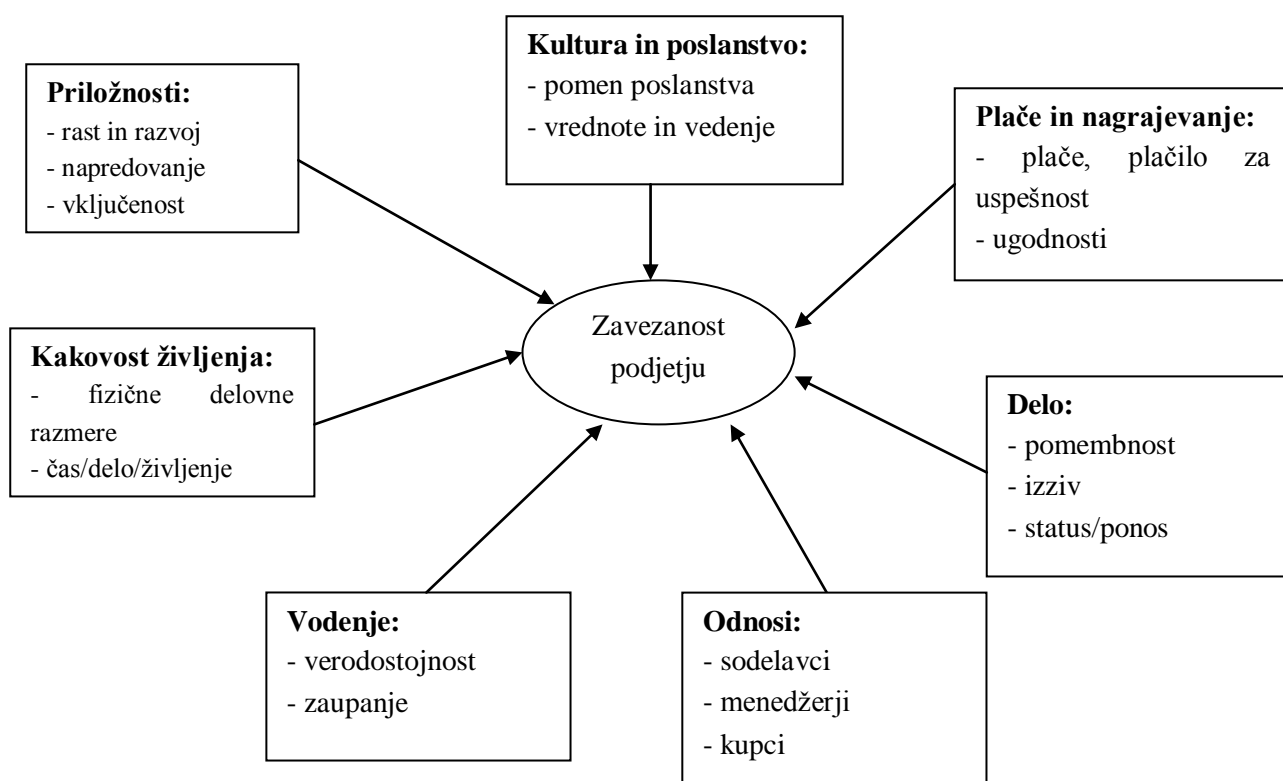 Kultura in poslanstvo:
- pomen poslanstva
- vrednote in vedenje
Priložnosti:
- rast in razvoj
- napredovanje
- vključenost
Plače in nagrajevanje:
- plače, plačilo za
uspešnost
- ugodnosti
Zavezanost
podjetju
Kakovost življenja:
- fizične delovne
razmere
- čas/delo/življenje
Delo:
- pomembnost
- izziv
- status/ponos
Vodenje:
- verodostojnost
- zaupanje
Odnosi:
- sodelavci
- menedžerji
- kupci